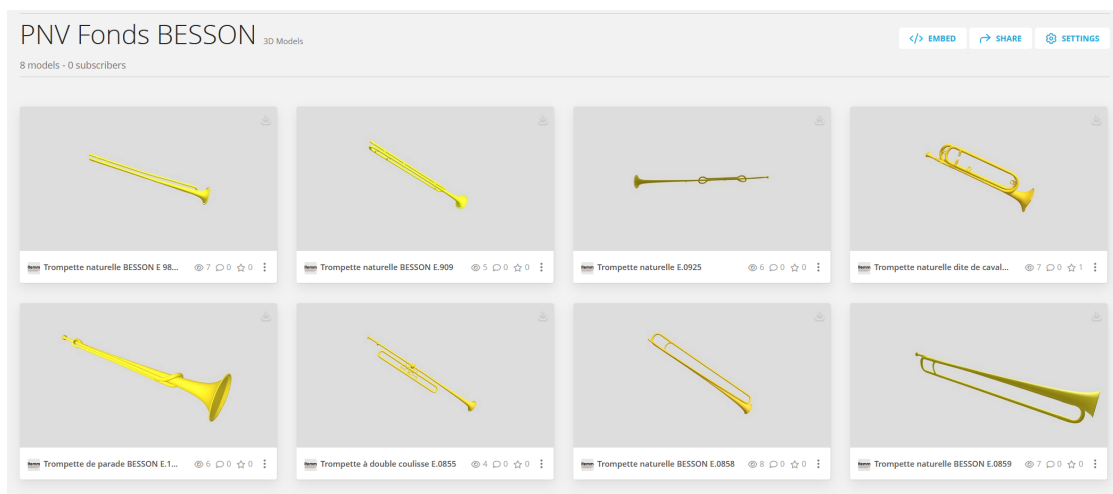 PNV Fonds BESSON 3D Models
</> EMBED SHARE SETTINGS
8 models - 0 subscribers
Trompette naturelle BESSON E 98... 7 0 0
Trompette naturelle BESSON E.909 5 0 0
Trompette naturelle E.0925 6 0 0
Trompette naturelle dite de caval... 7 0 1
Trompette de parade BESSON E.1... 6 0 0
Trompette à double coulisse E.0855 4 0 0
Trompette naturelle BESSON E.0858 8 0 0
Trompette naturelle BESSON E.0859 7 0 0